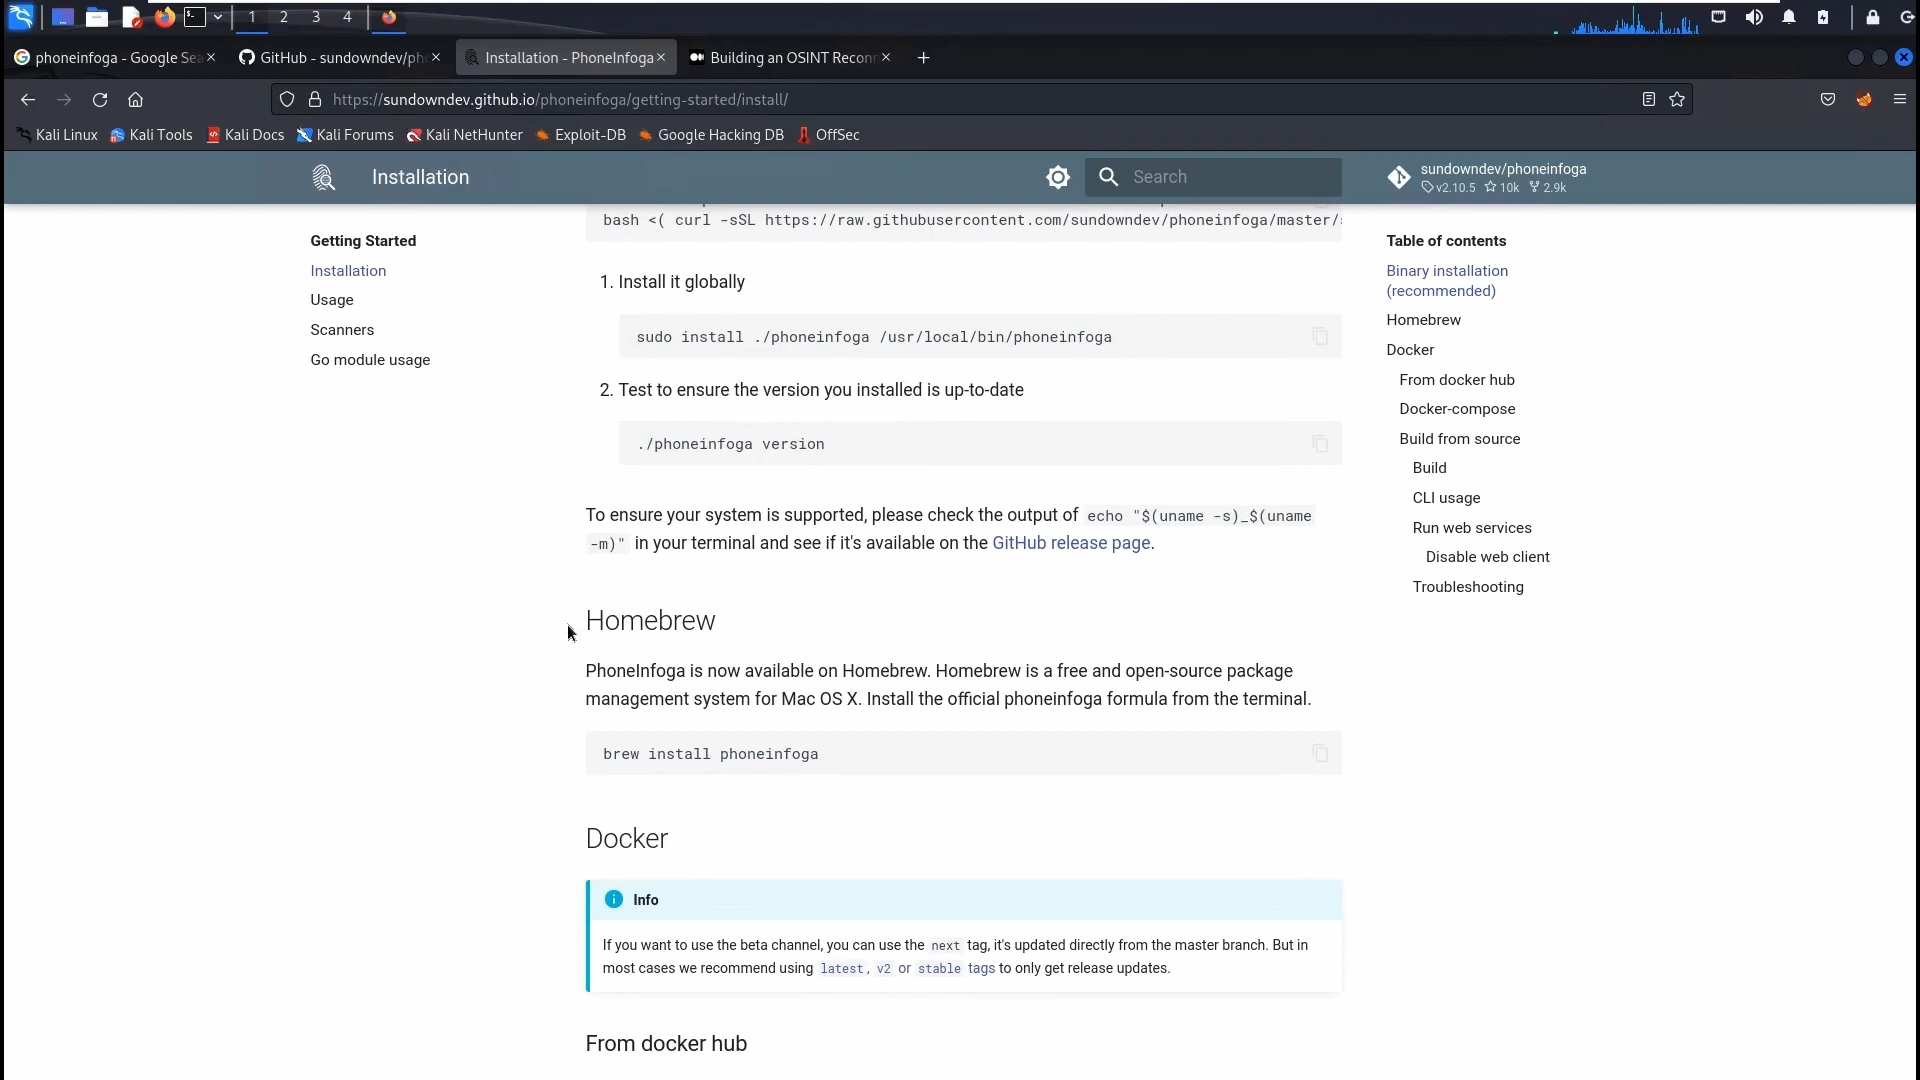 1 2 3 4
phoneinfoga - Google Sea
GitHub - sundowndev/pho
Installation - PhoneInfoga
Building an OSINT Reconn
https://sundowndev.github.io/phoneinfoga/getting-started/install/
Kali Linux
Kali Tools
Kali Docs
Kali Forums
Kali NetHunter
Exploit-DB
Google Hacking DB
OffSec
Installation
Search
sundowndev/phoneinfoga
v2.10.5 10k 2.9k
Getting Started
Installation
Usage
Scanners
Go module usage
bash <( curl -sSL https://raw.githubusercontent.com/sundowndev/phoneinfoga/master/s
1. Install it globally
sudo install ./phoneinfoga /usr/local/bin/phoneinfoga
2. Test to ensure the version you installed is up-to-date
./phoneinfoga version
To ensure your system is supported, please check the output of echo "$(uname -s)_$(uname
-m)" in your terminal and see if it's available on the GitHub release page.
Homebrew
PhoneInfoga is now available on Homebrew. Homebrew is a free and open-source package
management system for Mac OS X. Install the official phoneinfoga formula from the terminal.
brew install phoneinfoga
Docker
Info
If you want to use the beta channel, you can use the next tag, it's updated directly from the master branch. But in
most cases we recommend using latest, v2 or stable tags to only get release updates.
From docker hub
Table of contents
Binary installation
(recommended)
Homebrew
Docker
From docker hub
Docker-compose
Build from source
Build
CLI usage
Run web services
Disable web client
Troubleshooting